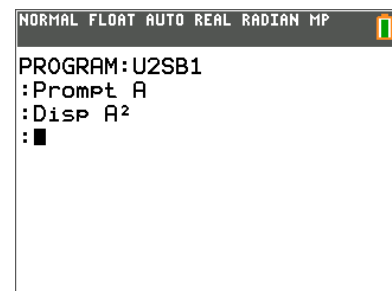 NORMAL FLOAT AUTO REAL RADIAN MP
PROGRAM:U2SB1
:Prompt A
:Disp A²
: